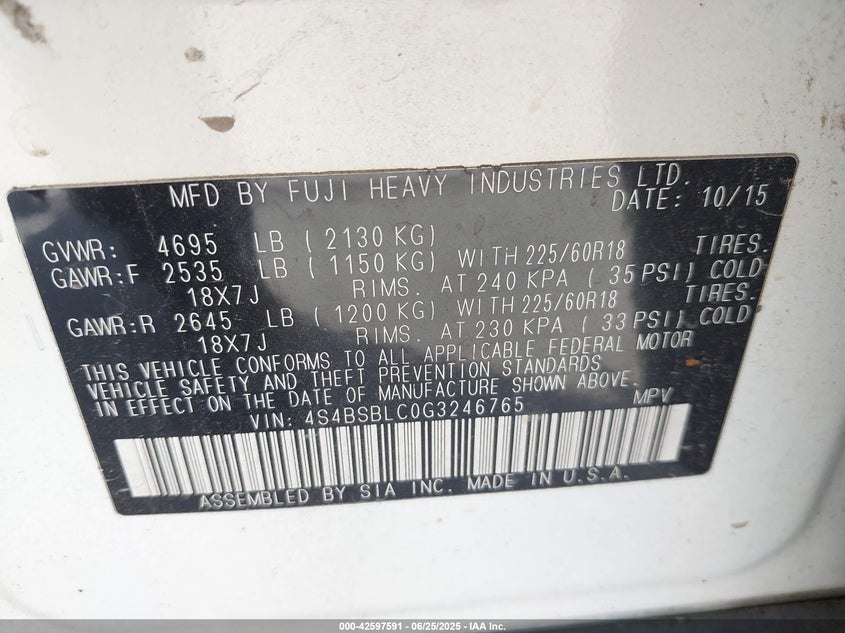 MFD BY FUJI HEAVY INDUSTRIES LTD.
DATE: 10/15
GVWR: 4695 LB ( 2130 KG)
GAWR:F 2535 LB ( 1150 KG) WITH 225/60R18 TIRES.
18X7J RIMS. AT 240 KPA ( 35 PSI) COLD
GAWR:R 2645 LB ( 1200 KG) WITH 225/60R18 TIRES.
18X7J RIMS. AT 230 KPA ( 33 PSI) COLD
THIS VEHICLE CONFORMS TO ALL APPLICABLE FEDERAL MOTOR
VEHICLE SAFETY AND THEFT PREVENTION STANDARDS
IN EFFECT ON THE DATE OF MANUFACTURE SHOWN ABOVE.
VIN: 4S4BSBLC0G3246765 MPV
ASSEMBLED BY SIA INC. MADE IN U.S.A.
000-42597591 - 06/25/2025 - IAA Inc.